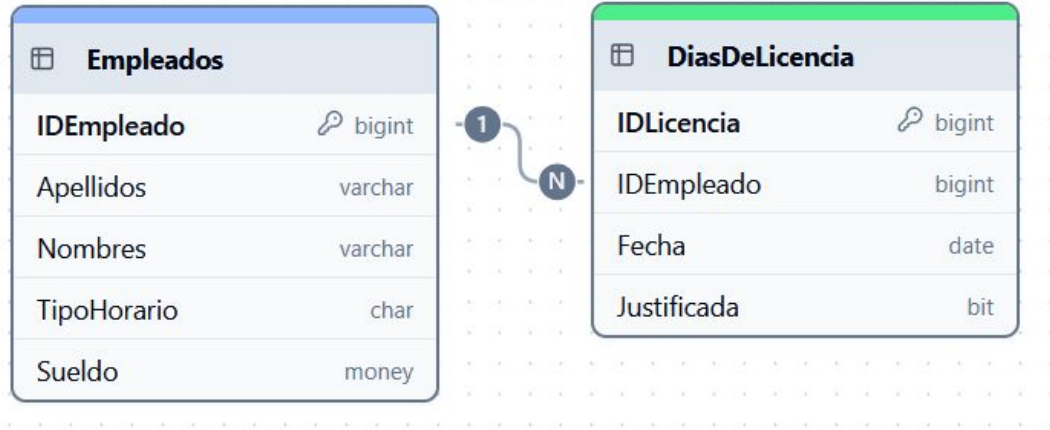 Empleados
IDEmpleado bigint
Apellidos varchar
Nombres varchar
TipoHorario char
Sueldo money
1
N
DiasDeLicencia
IDLicencia bigint
IDEmpleado bigint
Fecha date
Justificada bit